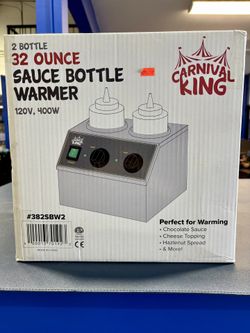 2 BOTTLE
32 OUNCE
SAUCE BOTTLE
WARMER
120V, 400W
CARNIVAL
KING
#382SBW2
Perfect for Warming
• Chocolate Sauce
• Cheese Topping
• Hazlenut Spread
• & More!